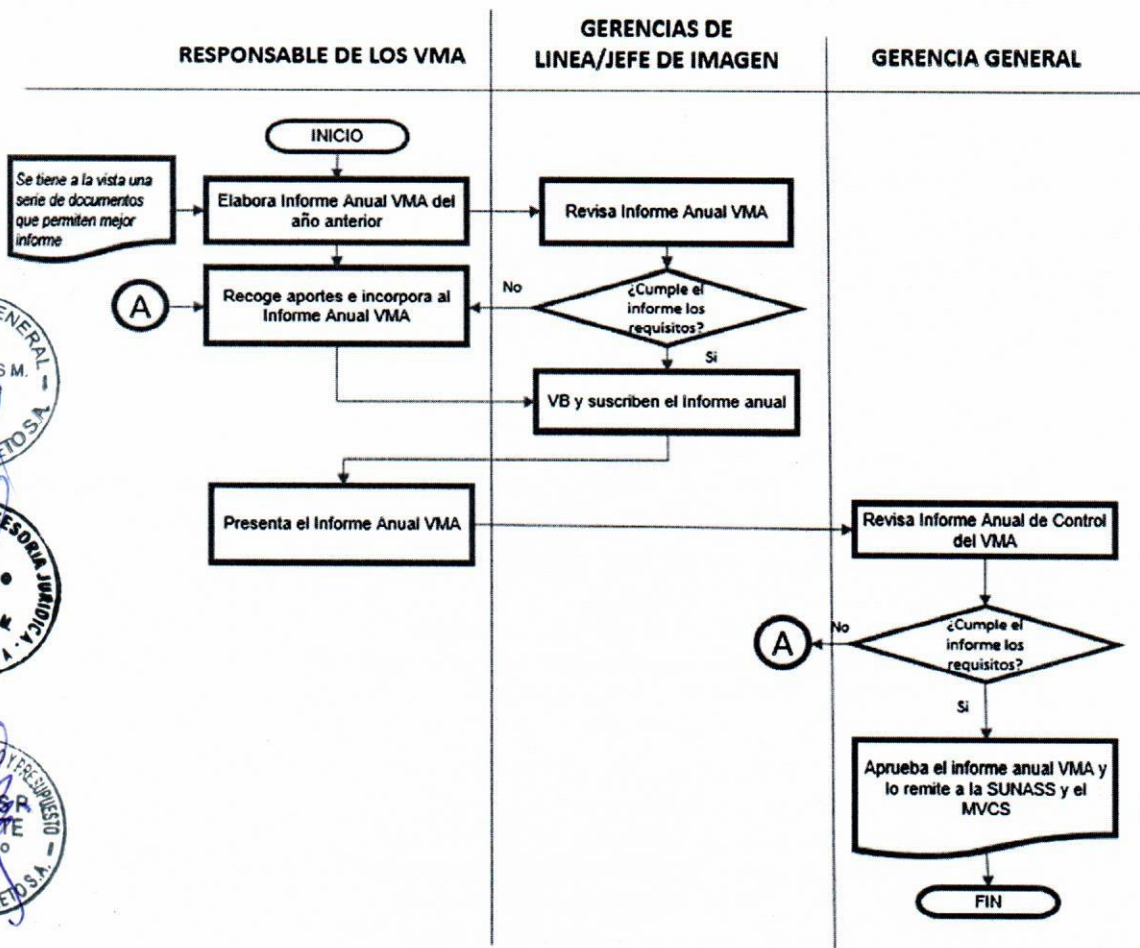 RESPONSABLE DE LOS VMA
GERENCIAS DE
LINEA/JEFE DE IMAGEN
GERENCIA GENERAL
INICIO
Se tiene a la vista una
serie de documentos
que permiten mejor
informe
Elabora Informe Anual VMA del
año anterior
Revisa Informe Anual VMA
A
Recoge aportes e incorpora al
Informe Anual VMA
No
¿Cumple el
informe los
requisitos?
Si
VB y suscriben el Informe anual
Presenta el Informe Anual VMA
Revisa Informe Anual de Control
del VMA
A
No
¿Cumple el
informe los
requisitos?
Si
Aprueba el informe anual VMA y
lo remite a la SUNASS y el
MVCS
FIN
JURIDICA
Y PRESUPUESTO
S.A.